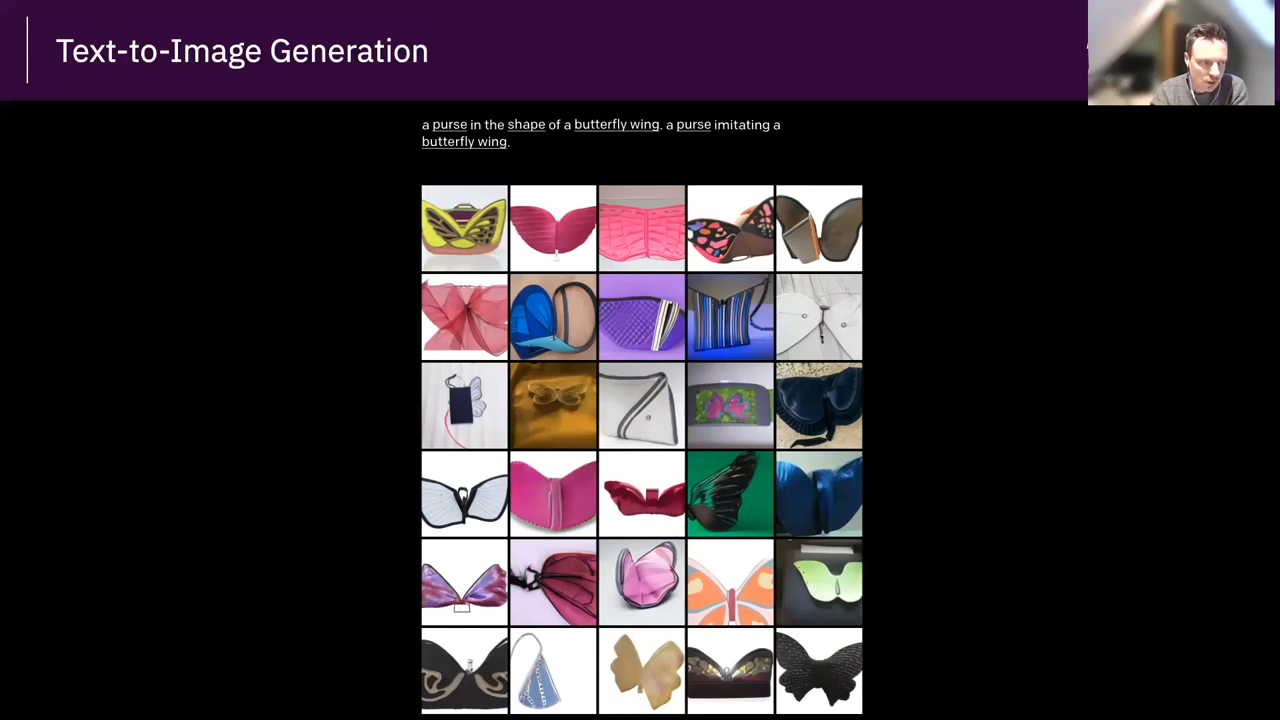 Text-to-Image Generation
a purse in the shape of a butterfly wing. a purse imitating a
butterfly wing.